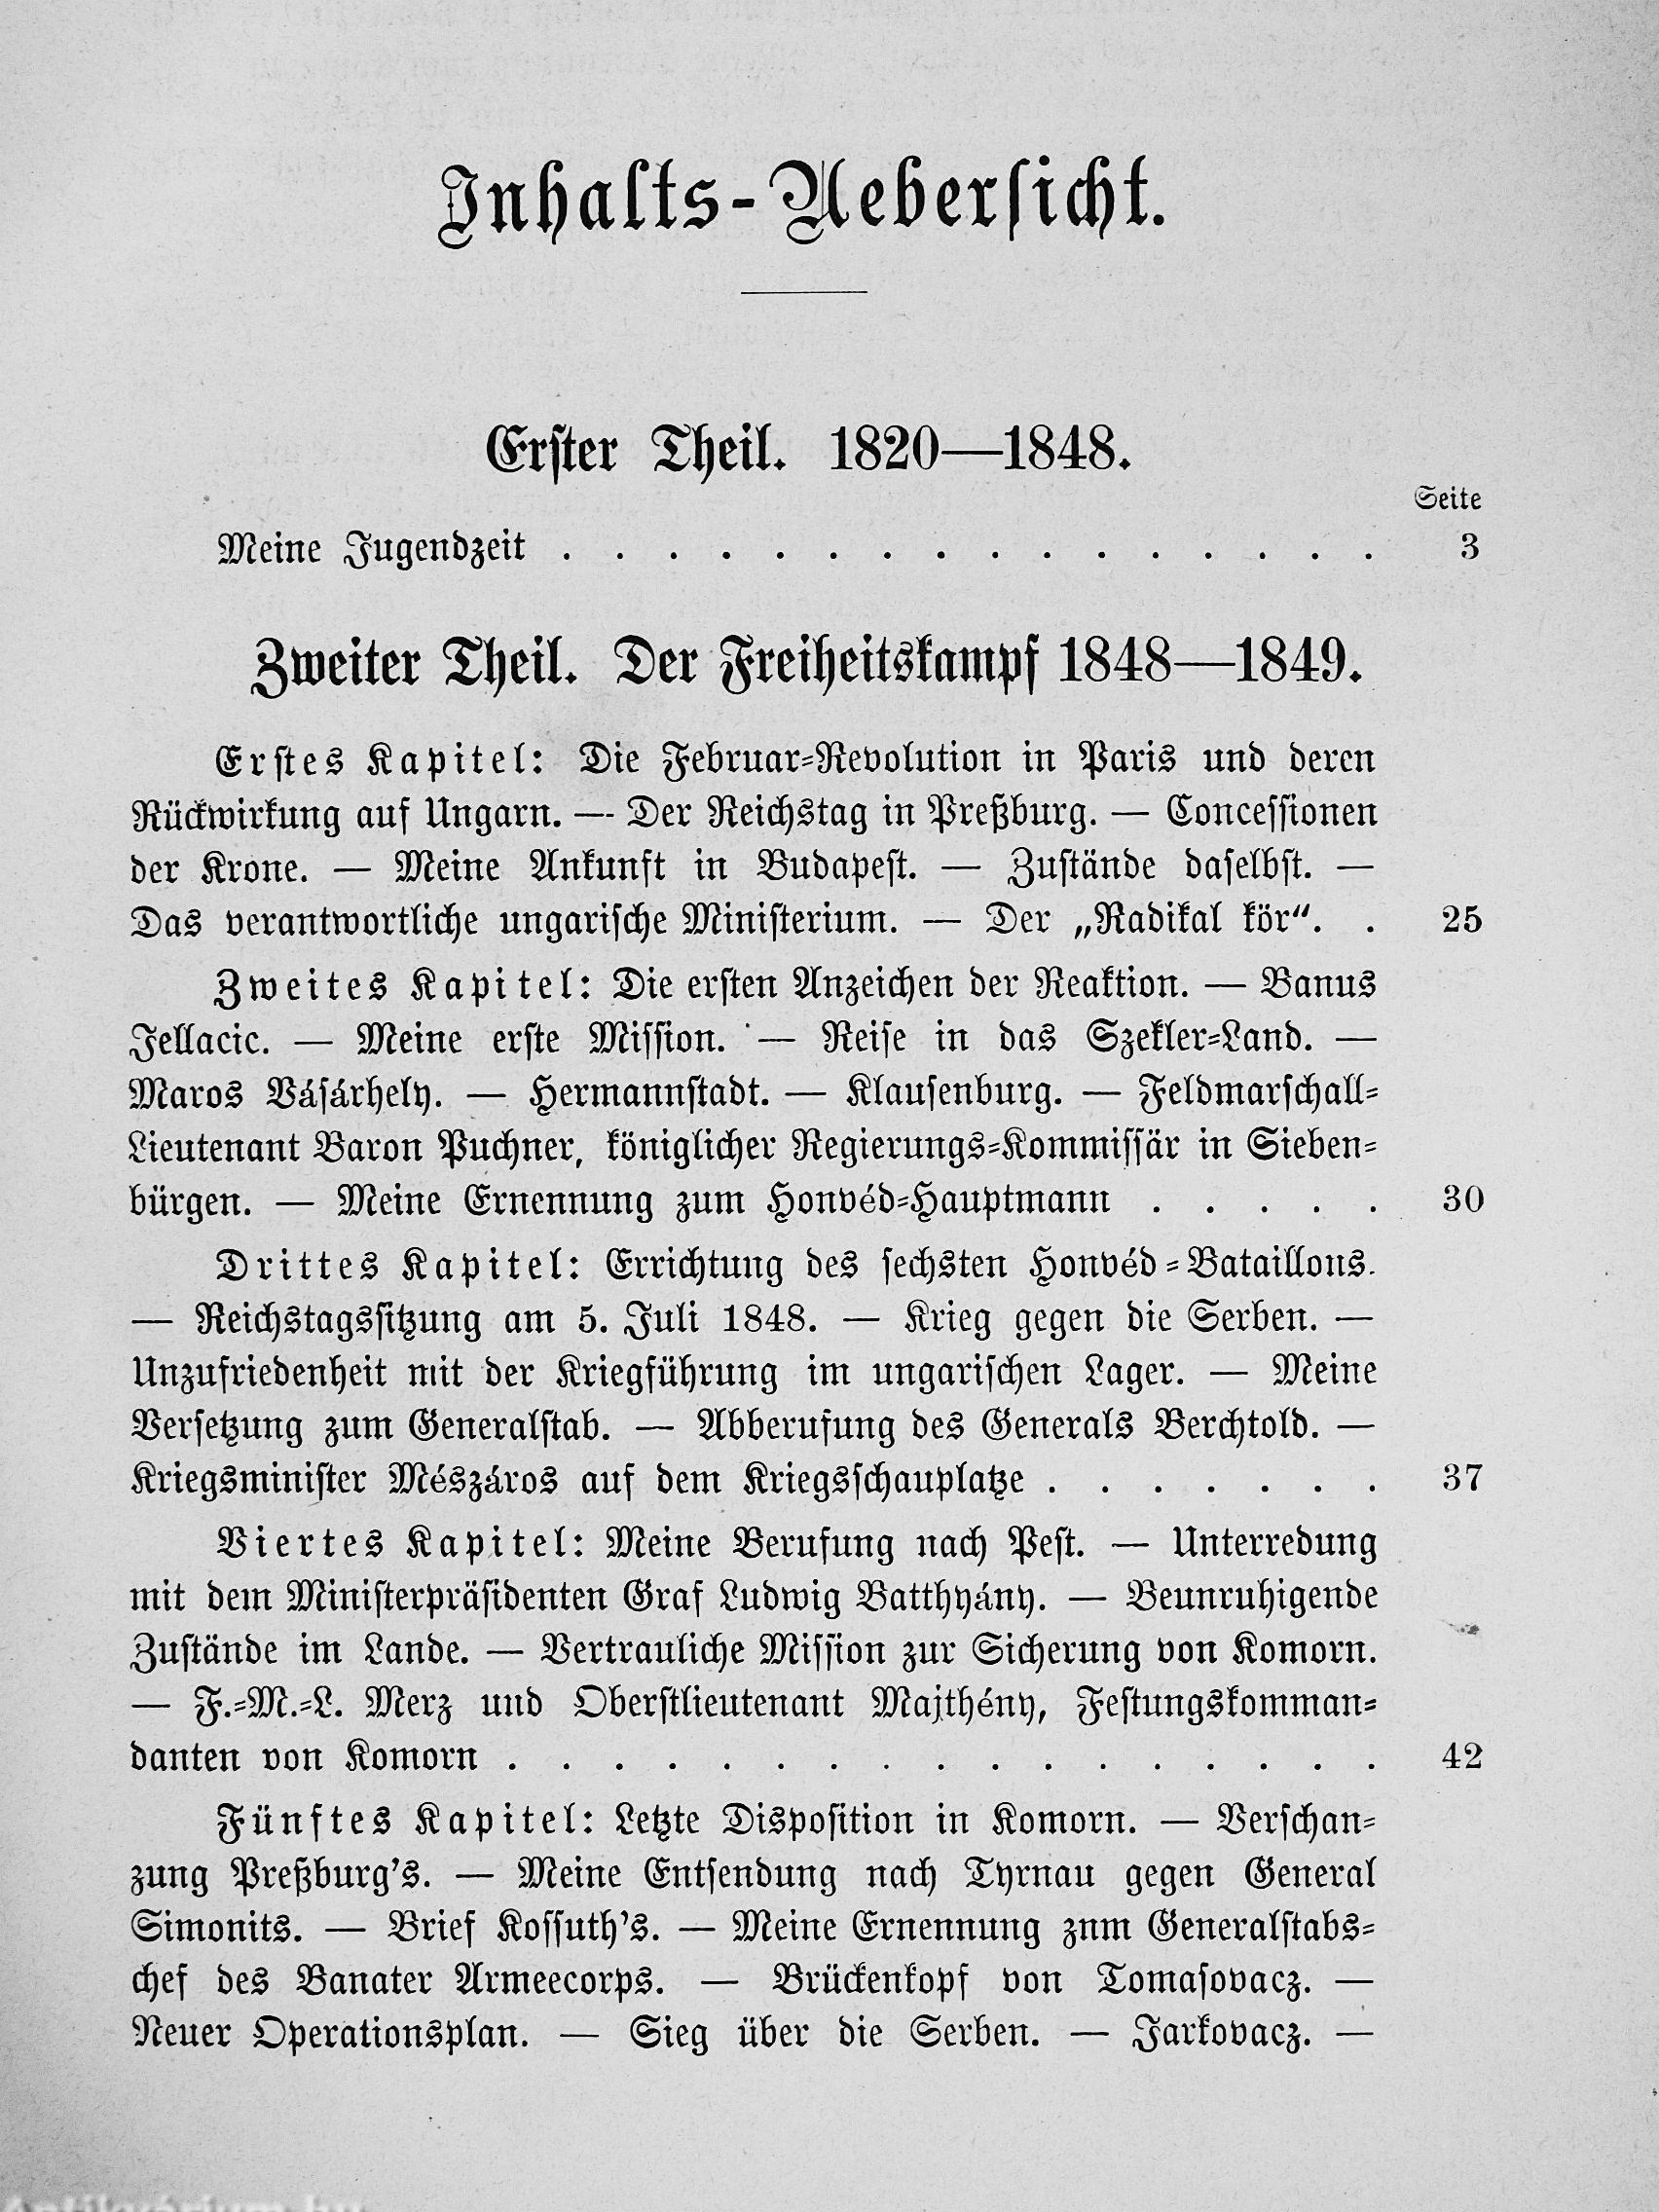 Inhalts-Uebersicht.
Erster Theil. 1820—1848.
Seite
Meine Jugendzeit . . . . . . . . . . . . . . . . 3
Zweiter Theil. Der Freiheitskampf 1848—1849.
Erstes Kapitel: Die Februar-Revolution in Paris und deren
Rückwirkung auf Ungarn. — Der Reichstag in Preßburg. — Concessionen
der Krone. — Meine Ankunft in Budapest. — Zustände daselbst. —
Das verantwortliche ungarische Ministerium. — Der „Radikal kör“. . 25
Zweites Kapitel: Die ersten Anzeichen der Reaktion. — Banus
Jellacic. — Meine erste Mission. — Reise in das Szekler-Land. —
Maros Vásárhely. — Hermannstadt. — Klausenburg. — Feldmarschall-
Lieutenant Baron Puchner, königlicher Regierungs-Kommissär in Sieben-
bürgen. — Meine Ernennung zum Honvéd-Hauptmann . . . . . 30
Drittes Kapitel: Errichtung des sechsten Honvéd-Bataillons.
— Reichstagssitzung am 5. Juli 1848. — Krieg gegen die Serben. —
Unzufriedenheit mit der Kriegführung im ungarischen Lager. — Meine
Versetzung zum Generalstab. — Abberufung des Generals Berchtold. —
Kriegsminister Mészáros auf dem Kriegsschauplatze . . . . . . . 37
Viertes Kapitel: Meine Berufung nach Pest. — Unterredung
mit dem Ministerpräsidenten Graf Ludwig Batthyány. — Beunruhigende
Zustände im Lande. — Vertrauliche Mission zur Sicherung von Komorn.
— F.-M.-L. Merz und Oberstlieutenant Majthény, Festungskomman-
danten von Komorn . . . . . . . . . . . . . . . . . 42
Fünftes Kapitel: Letzte Disposition in Komorn. — Verschan-
zung Preßburg's. — Meine Entsendung nach Tyrnau gegen General
Simonits. — Brief Kossuth's. — Meine Ernennung znm Generalstabs-
chef des Banater Armeecorps. — Brückenkopf von Tomasovacz. —
Neuer Operationsplan. — Sieg über die Serben. — Jarkovacz. —